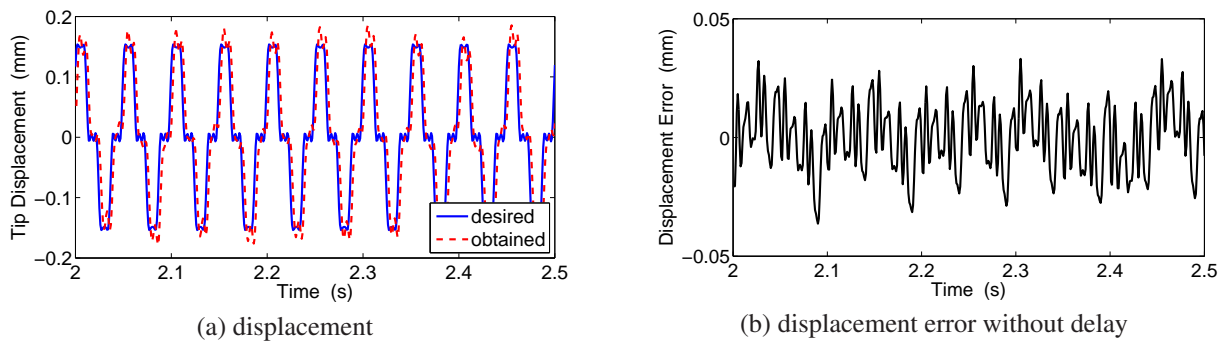 0.2
0.1
0
−0.1
−0.2
Tip Displacement (mm)
2
2.1
2.2
2.3
2.4
2.5
Time (s)
desired
obtained
(a) displacement
0.05
0
−0.05
Displacement Error (mm)
2
2.1
2.2
2.3
2.4
2.5
Time (s)
(b) displacement error without delay